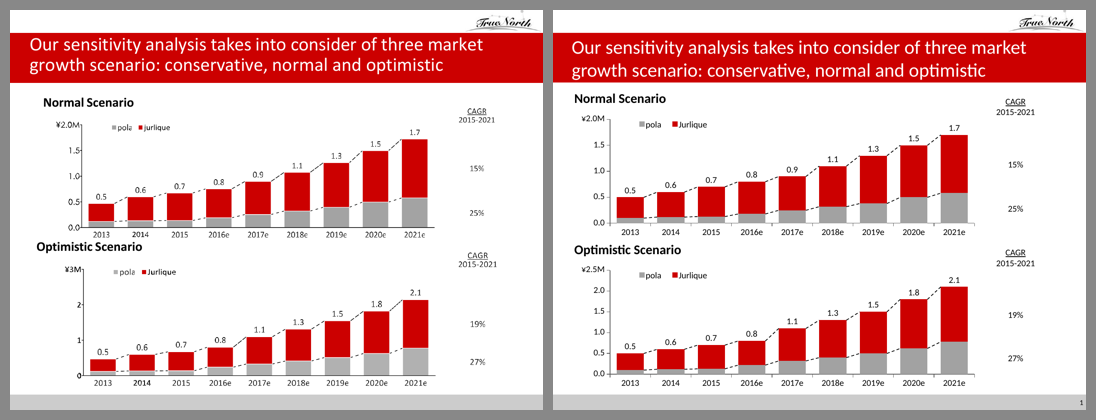 True North
Our sensitivity analysis takes into consider of three market
growth scenario: conservative, normal and optimistic
Normal Scenario
CAGR
2015-2021
¥2.0M
pola
Jurlique
1.5
1.0
0.5
0.0
0.5
0.6
0.7
0.8
0.9
1.1
1.3
1.5
1.7
15%
25%
2013 2014 2015 2016e 2017e 2018e 2019e 2020e 2021e
Optimistic Scenario
CAGR
2015-2021
¥3M
pola
Jurlique
2
1
0
0.5
0.6
0.7
0.8
1.1
1.3
1.5
1.8
2.1
19%
27%
2013 2014 2015 2016e 2017e 2018e 2019e 2020e 2021e
True North
Our sensitivity analysis takes into consider of three market
growth scenario: conservative, normal and optimistic
Normal Scenario
CAGR
2015-2021
¥2.0M
pola
Jurlique
1.5
1.0
0.5
0.0
0.5
0.6
0.7
0.8
0.9
1.1
1.3
1.5
1.7
15%
25%
2013 2014 2015 2016e 2017e 2018e 2019e 2020e 2021e
Optimistic Scenario
CAGR
2015-2021
¥2.5M
pola
Jurlique
2.0
1.5
1.0
0.5
0.0
0.5
0.6
0.7
0.8
1.1
1.3
1.5
1.8
2.1
19%
27%
2013 2014 2015 2016e 2017e 2018e 2019e 2020e 2021e
1